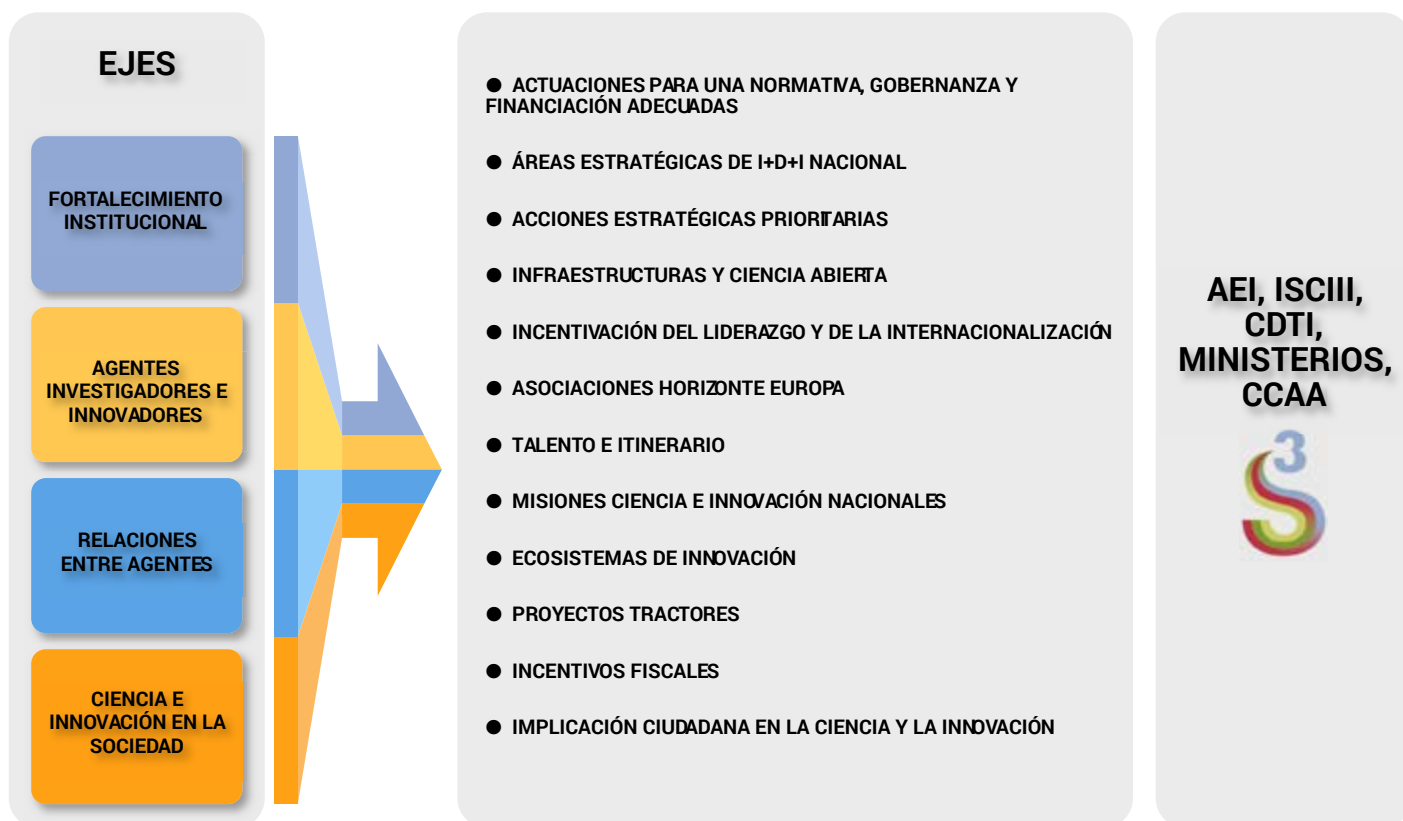 EJES
FORTALECIMIENTO
INSTITUCIONAL
AGENTES
INVESTIGADORES E
INNOVADORES
RELACIONES
ENTRE AGENTES
CIENCIA E
INNOVACIÓN EN LA
SOCIEDAD
● ACTUACIONES PARA UNA NORMATIVA, GOBERNANZA Y
FINANCIACIÓN ADECUADAS
● ÁREAS ESTRATÉGICAS DE I+D+I NACIONAL
● ACCIONES ESTRATÉGICAS PRIORITARIAS
● INFRAESTRUCTURAS Y CIENCIA ABIERTA
● INCENTIVACIÓN DEL LIDERAZGO Y DE LA INTERNACIONALIZACIÓN
● ASOCIACIONES HORIZONTE EUROPA
● TALENTO E ITINERARIO
● MISIONES CIENCIA E INNOVACIÓN NACIONALES
● ECOSISTEMAS DE INNOVACIÓN
● PROYECTOS TRACTORES
● INCENTIVOS FISCALES
● IMPLICACIÓN CIUDADANA EN LA CIENCIA Y LA INNOVACIÓN
AEI, ISCIII,
CDTI,
MINISTERIOS,
CCAA
S3